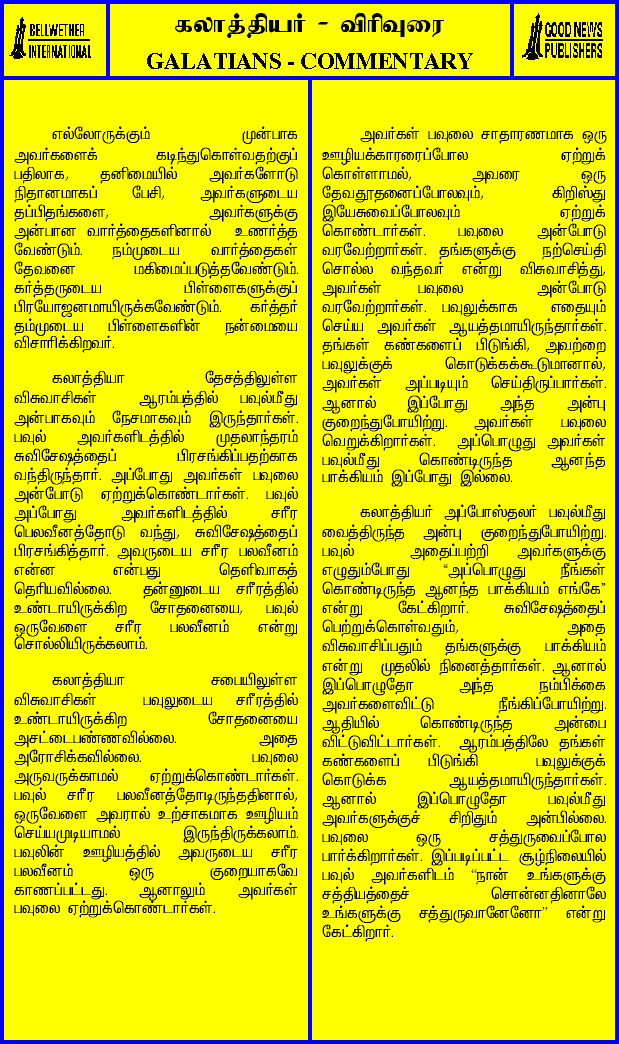 BELLWETHER
INTERNATIONAL
கலாத்தியர் - விரிவுரை
GALATIANS - COMMENTARY
GOOD NEWS
PUBLISHERS
எல்லோருக்கும் முன்பாக
அவர்களைக் கடிந்துகொள்வதற்குப்
பதிலாக, தனிமையில் அவர்களோடு
நிதானமாகப் பேசி, அவர்களுடைய
தப்பிதங்களை, அவர்களுக்கு
அன்பான வார்த்தைகளினால் உணர்த்த
வேண்டும். நம்முடைய வார்த்தைகள்
தேவனை மகிமைப்படுத்தவேண்டும்.
கர்த்தருடைய பிள்ளைகளுக்குப்
பிரயோஜனமாயிருக்கவேண்டும். கர்த்தர்
தம்முடைய பிள்ளைகளின் நன்மையை
விசாரிக்கிறவர்.
கலாத்தியா தேசத்திலுள்ள
விசுவாசிகள் ஆரம்பத்தில் பவுல்மீது
அன்பாகவும் நேசமாகவும் இருந்தார்கள்.
பவுல் அவர்களிடத்தில் முதலாந்தரம்
சுவிசேஷத்தைப் பிரசங்கிப்பதற்காக
வந்திருந்தார். அப்போது அவர்கள் பவுலை
அன்போடு ஏற்றுக்கொண்டார்கள். பவுல்
அப்போது அவர்களிடத்தில் சரீர
பெலவீனத்தோடு வந்து, சுவிசேஷத்தைப்
பிரசங்கித்தார். அவருடைய சரீர பலவீனம்
என்ன என்பது தெளிவாகத்
தெரியவில்லை. தன்னுடைய சரீரத்தில்
உண்டாயிருக்கிற சோதனையை, பவுல்
ஒருவேளை சரீர பலவீனம் என்று
சொல்லியிருக்கலாம்.
கலாத்தியா சபையிலுள்ள
விசுவாசிகள் பவுலுடைய சரீரத்தில்
உண்டாயிருக்கிற சோதனையை
அசட்டைபண்ணவில்லை. அதை
அரோசிக்கவில்லை. பவுலை
அருவருக்காமல் ஏற்றுக்கொண்டார்கள்.
பவுல் சரீர பலவீனத்தோடிருந்ததினால்,
ஒருவேளை அவரால் உற்சாகமாக ஊழியம்
செய்யமுடியாமல் இருந்திருக்கலாம்.
பவுலின் ஊழியத்தில் அவருடைய சரீர
பலவீனம் ஒரு குறையாகவே
காணப்பட்டது. ஆனாலும் அவர்கள்
பவுலை ஏற்றுக்கொண்டார்கள்.
அவர்கள் பவுலை சாதாரணமாக ஒரு
ஊழியக்காரரைப்போல ஏற்றுக்
கொள்ளாமல், அவரை ஒரு
தேவதூதனைப்போலவும், கிறிஸ்து
இயேசுவைப்போலவும் ஏற்றுக்
கொண்டார்கள். பவுலை அன்போடு
வரவேற்றார்கள். தங்களுக்கு நற்செய்தி
சொல்ல வந்தவர் என்று விசுவாசித்து,
அவர்கள் பவுலை அன்போடு
வரவேற்றார்கள். பவுலுக்காக எதையும்
செய்ய அவர்கள் ஆயத்தமாயிருந்தார்கள்.
தங்கள் கண்களைப் பிடுங்கி, அவற்றை
பவுலுக்குக் கொடுக்கக்கூடுமானால்,
அவர்கள் அப்படியும் செய்திருப்பார்கள்.
ஆனால் இப்போது அந்த அன்பு
குறைந்துபோயிற்று. அவர்கள் பவுலை
வெறுக்கிறார்கள். அப்பொழுது அவர்கள்
பவுல்மீது கொண்டிருந்த ஆனந்த
பாக்கியம் இப்போது இல்லை.
கலாத்தியர் அப்போஸ்தலர் பவுல்மீது
வைத்திருந்த அன்பு குறைந்துபோயிற்று.
பவுல் அதைப்பற்றி அவர்களுக்கு
எழுதும்போது “அப்பொழுது நீங்கள்
கொண்டிருந்த ஆனந்த பாக்கியம் எங்கே”
என்று கேட்கிறார். சுவிசேஷத்தைப்
பெற்றுக்கொள்வதும், அதை
விசுவாசிப்பதும் தங்களுக்கு பாக்கியம்
என்று முதலில் நினைத்தார்கள். ஆனால்
இப்பொழுதோ அந்த நம்பிக்கை
அவர்களைவிட்டு நீங்கிப்போயிற்று.
ஆதியில் கொண்டிருந்த அன்பை
விட்டுவிட்டார்கள். ஆரம்பத்திலே தங்கள்
கண்களைப் பிடுங்கி பவுலுக்குக்
கொடுக்க ஆயத்தமாயிருந்தார்கள்.
ஆனால் இப்பொழுதோ பவுல்மீது
அவர்களுக்குச் சிறிதும் அன்பில்லை.
பவுலை ஒரு சத்துருவைப்போல
பார்க்கிறார்கள். இப்படிப்பட்ட சூழ்நிலையில்
பவுல் அவர்களிடம் “நான் உங்களுக்கு
சத்தியத்தைச் சொன்னதினாலே
உங்களுக்கு சத்துருவானேனோ” என்று
கேட்கிறார்.